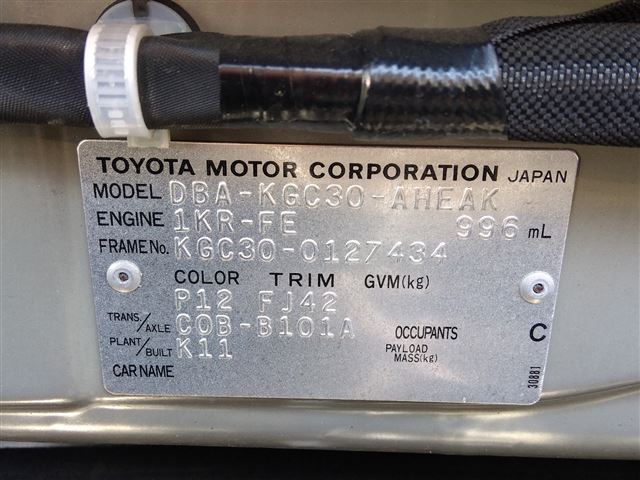 TOYOTA MOTOR CORPORATION JAPAN
MODEL DBA-KGC30-AHEAK
ENGINE 1KR-FE 996 mL
FRAME No. KGC30-0127434
COLOR TRIM GVM(kg)
P12 FJ42
TRANS./AXLE C0B-B101A OCCUPANTS C
PLANT/BUILT K11 PAYLOAD MASS(kg)
CAR NAME
30881